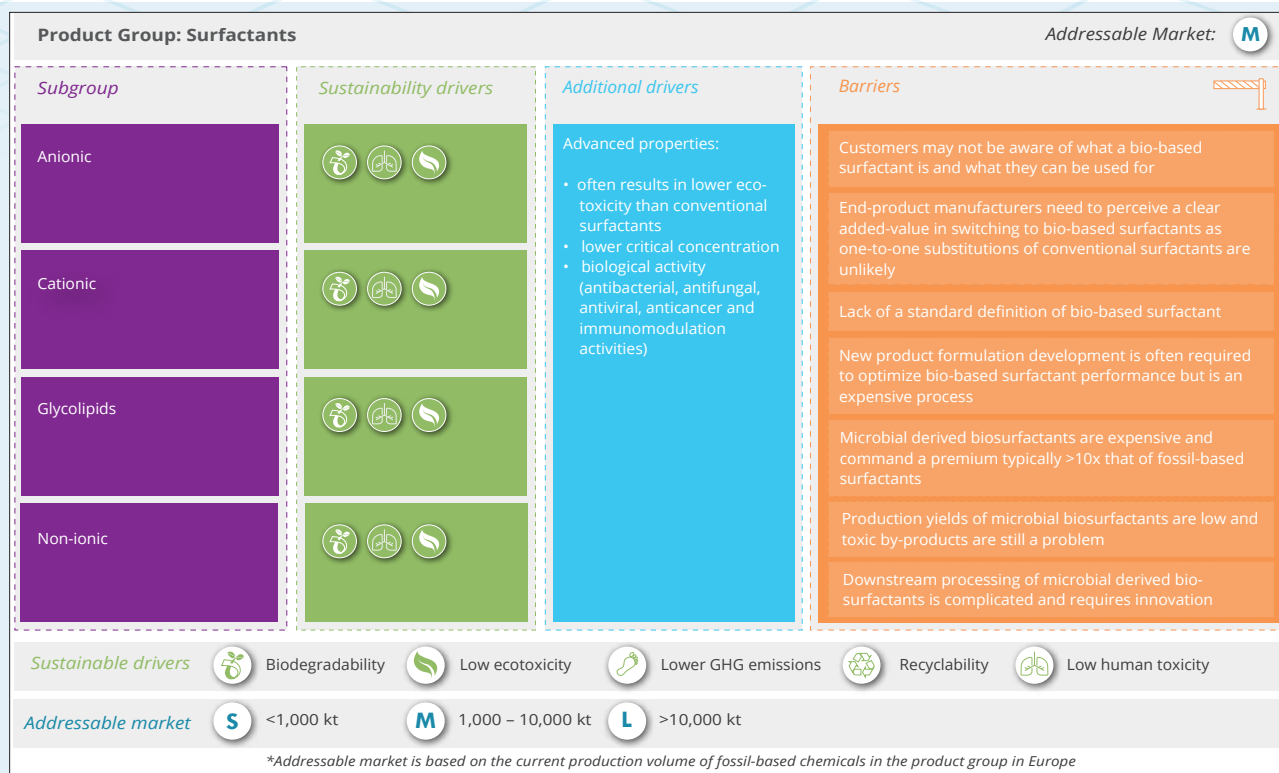 Product Group: Surfactants
Addressable Market: M
Subgroup
Anionic
Cationic
Glycolipids
Non-ionic
Sustainability drivers
Additional drivers
Advanced properties:
• often results in lower eco-
toxicity than conventional
surfactants
• lower critical concentration
• biological activity
(antibacterial, antifungal,
antiviral, anticancer and
immunomodulation
activities)
Barriers
Customers may not be aware of what a bio-based
surfactant is and what they can be used for
End-product manufacturers need to perceive a clear
added-value in switching to bio-based surfactants as
one-to-one substitutions of conventional surfactants are
unlikely
Lack of a standard definition of bio-based surfactant
New product formulation development is often required
to optimize bio-based surfactant performance but is an
expensive process
Microbial derived biosurfactants are expensive and
command a premium typically >10x that of fossil-based
surfactants
Production yields of microbial biosurfactants are low and
toxic by-products are still a problem
Downstream processing of microbial derived bio-
surfactants is complicated and requires innovation
Sustainable drivers Biodegradability Low ecotoxicity Lower GHG emissions Recyclability Low human toxicity
Addressable market S <1,000 kt M 1,000 – 10,000 kt L >10,000 kt
*Addressable market is based on the current production volume of fossil-based chemicals in the product group in Europe